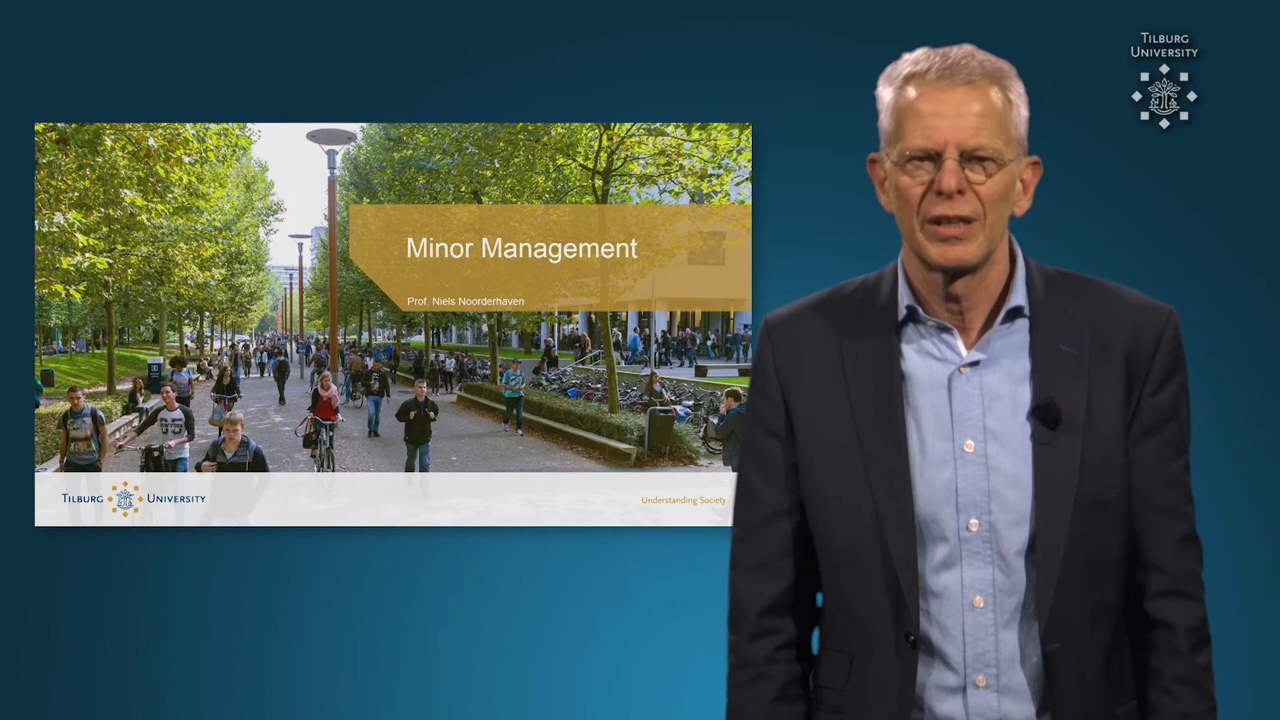 TILBURG
UNIVERSITY
Minor Management
Prof. Niels Noorderhaven
TILBURG UNIVERSITY
Understanding Society